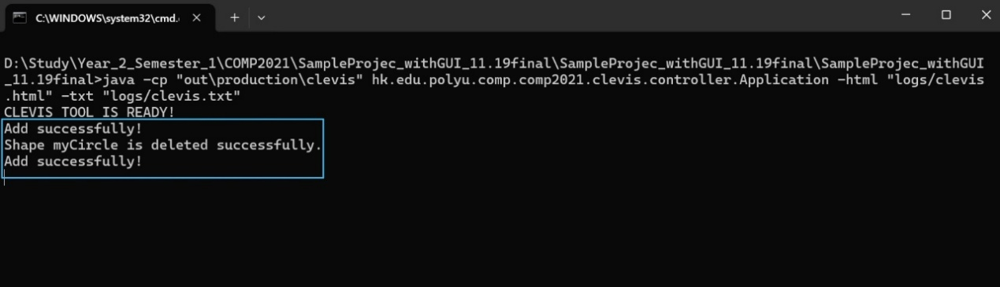 C:\WINDOWS\system32\cmd.
D:\Study\Year_2_Semester_1\COMP2021\SampleProjec_withGUI_11.19final\SampleProjec_withGUI_11.19final\SampleProjec_withGUI
_11.19final>java -cp "out\production\clevis" hk.edu.polyu.comp.comp2021.clevis.controller.Application -html "logs/clevis
.html" -txt "logs/clevis.txt"
CLEVIS TOOL IS READY!
Add successfully!
Shape myCircle is deleted successfully.
Add successfully!